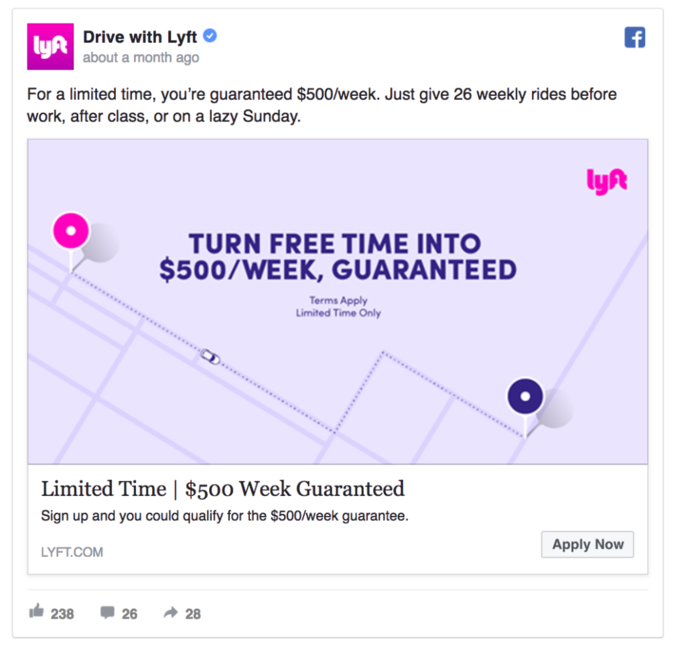 lyft
Drive with Lyft
about a month ago
For a limited time, you’re guaranteed $500/week. Just give 26 weekly rides before
work, after class, or on a lazy Sunday.
lyft
TURN FREE TIME INTO
$500/WEEK, GUARANTEED
Terms Apply
Limited Time Only
Limited Time | $500 Week Guaranteed
Sign up and you could qualify for the $500/week guarantee.
LYFT.COM
Apply Now
238 26 28